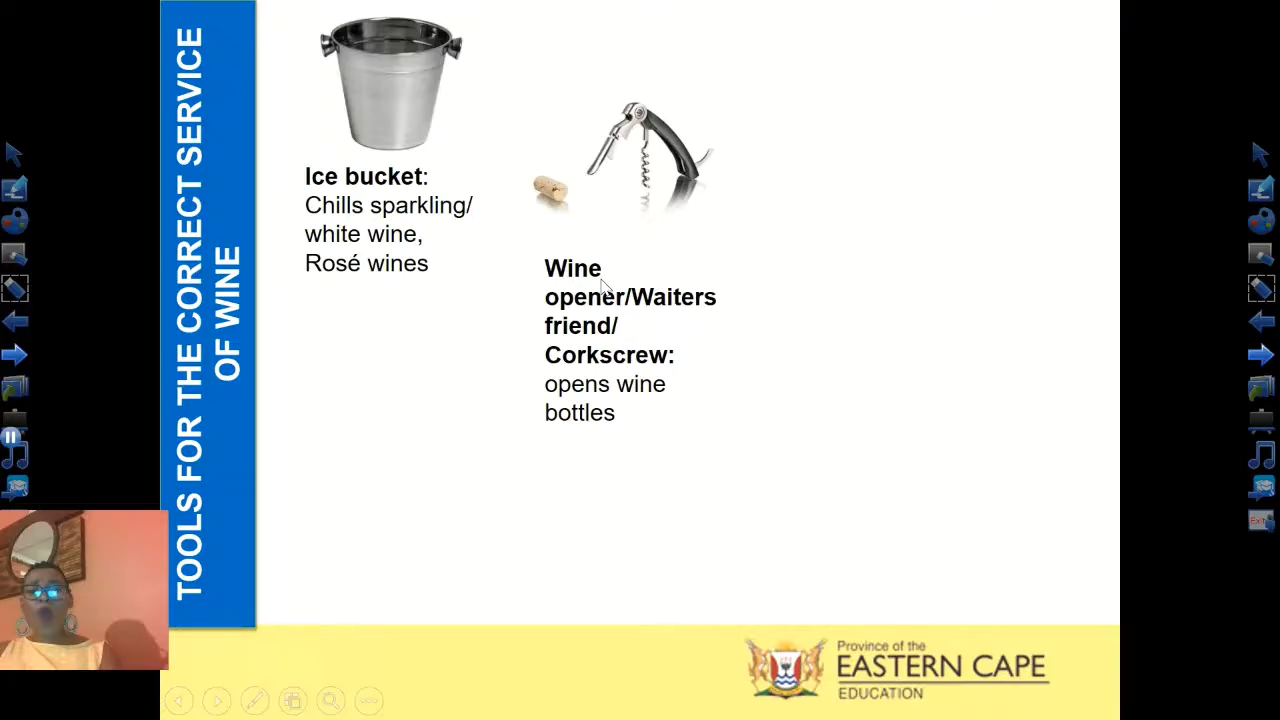 TOOLS FOR THE CORRECT SERVICE
OF WINE
Ice bucket:
Chills sparkling/
white wine,
Rosé wines
Wine
opener/Waiters
friend/
Corkscrew:
opens wine
bottles
Province of the
EASTERN CAPE
EDUCATION
Exit